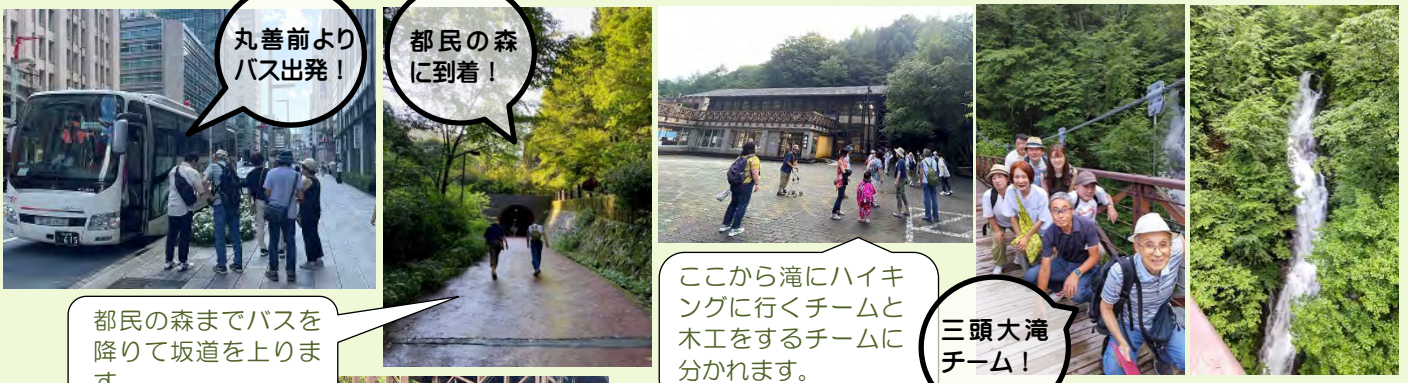 丸善前より
バス出発！
都民の森
に到着！
都民の森までバスを
降りて坂道を上りま
す。
ここから滝にハイキ
ングに行くチームと
木工をするチームに
分かれます。
三頭大滝
チーム！